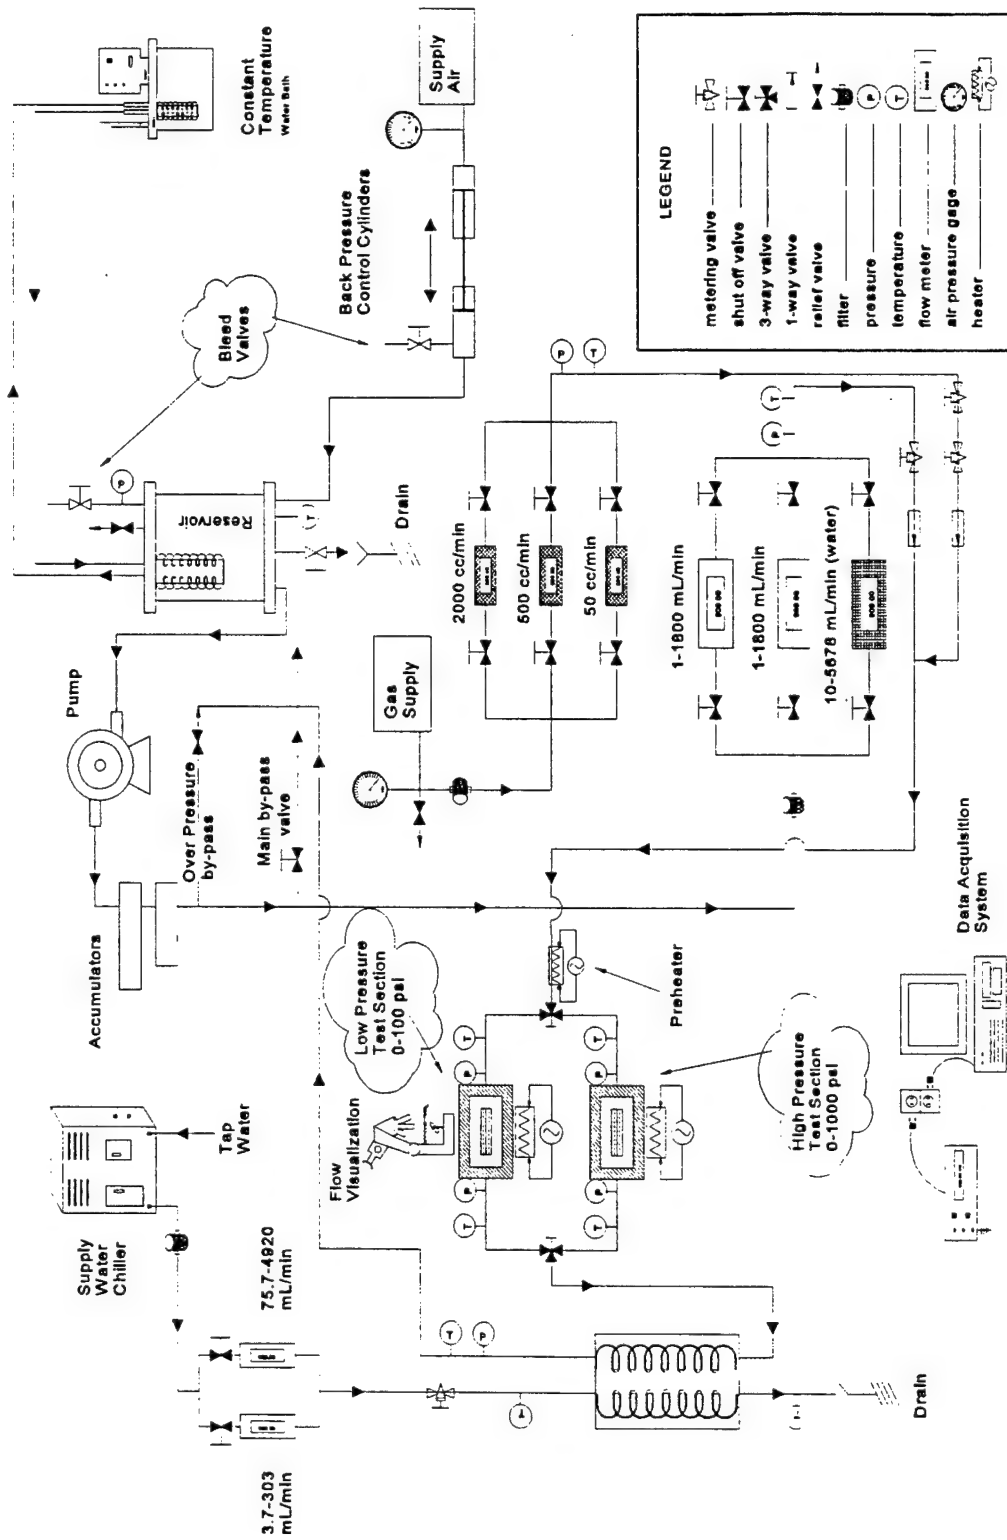 Supply
Water
Chiller
Tap
Water
75.7-4920
mL/min
3.7-303
mL/min
Accumulators
Pump
Over Pressure
by-pass
Main by-pass
valve
Reservoir
Drain
Bleed
Valves
Constant
Temperature
Water Bath
Back Pressure
Control Cylinders
Supply
Air
Gas
Supply
2000 cc/min
500 cc/min
50 cc/min
1-1800 mL/min
1-1800 mL/min
10-5678 mL/min (water)
P
T
P
T
P
T
Flow
Visualization
Low Pressure
Test Section
0-100 psi
High Pressure
Test Section
0-1000 psi
Preheater
T
P
P
T
T
P
P
T
T
P
T
Drain
Data Acquisition
System
LEGEND
metering valve
shut off valve
3-way valve
1-way valve
relief valve
filter
pressure
P
temperature
T
flow meter
air pressure gage
heater